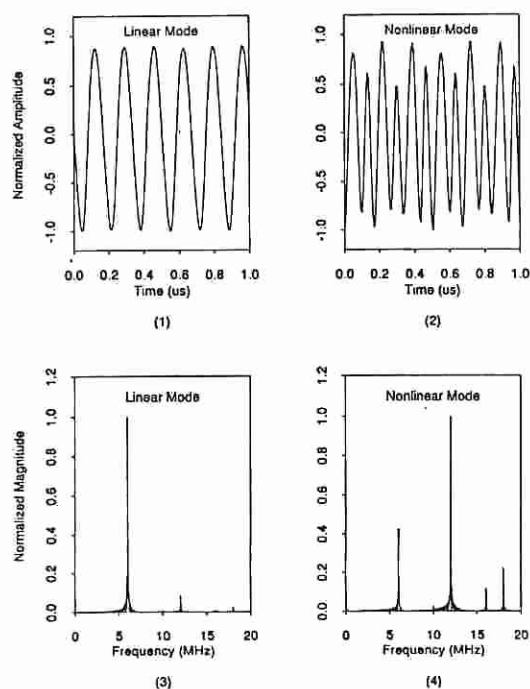 Linear Mode
Normalized Amplitude
1.0
0.5
0.0
-0.5
-1.0
0.0 0.2 0.4 0.6 0.8 1.0
Time (us)
(1)
Nonlinear Mode
1.0
0.5
0.0
-0.5
-1.0
0.0 0.2 0.4 0.6 0.8 1.0
Time (us)
(2)
Linear Mode
Normalized Magnitude
1.2
1.0
0.8
0.6
0.4
0.2
0.0
0 5 10 15 20
Frequency (MHz)
(3)
Nonlinear Mode
1.2
1.0
0.8
0.6
0.4
0.2
0.0
0 5 10 15 20
Frequency (MHz)
(4)